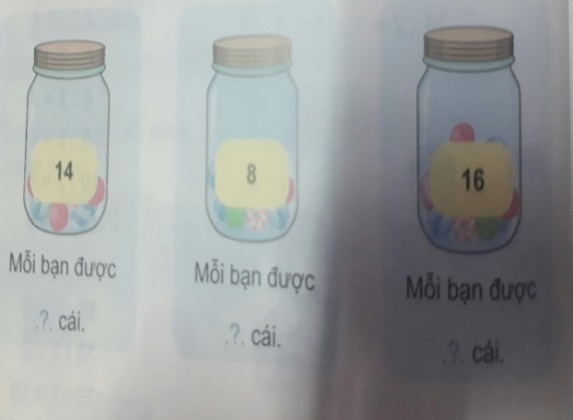 14
8
16
Mỗi bạn được
.?. cái.
Mỗi bạn được
.?. cái.
Mỗi bạn được
.?. cái.